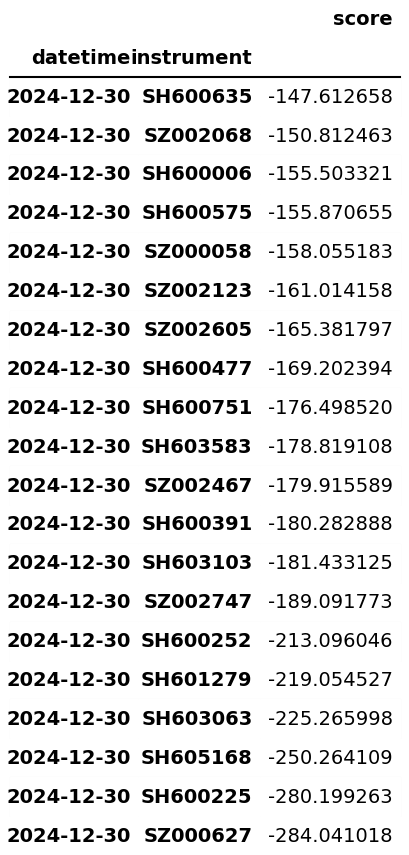 score
datetime instrument
2024-12-30 SH600635 -147.612658
2024-12-30 SZ002068 -150.812463
2024-12-30 SH600006 -155.503321
2024-12-30 SH600575 -155.870655
2024-12-30 SZ000058 -158.055183
2024-12-30 SZ002123 -161.014158
2024-12-30 SZ002605 -165.381797
2024-12-30 SH600477 -169.202394
2024-12-30 SH600751 -176.498520
2024-12-30 SH603583 -178.819108
2024-12-30 SZ002467 -179.915589
2024-12-30 SH600391 -180.282888
2024-12-30 SH603103 -181.433125
2024-12-30 SZ002747 -189.091773
2024-12-30 SH600252 -213.096046
2024-12-30 SH601279 -219.054527
2024-12-30 SH603063 -225.265998
2024-12-30 SH605168 -250.264109
2024-12-30 SH600225 -280.199263
2024-12-30 SZ000627 -284.041018